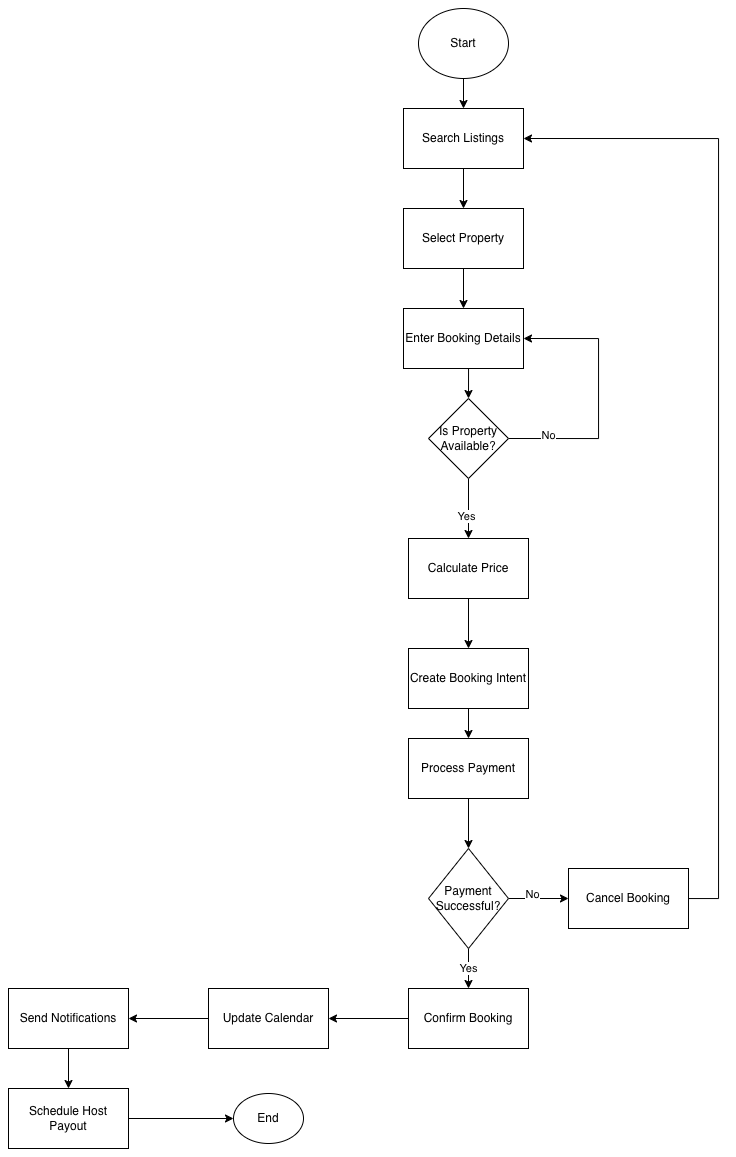 Start
Search Listings
Select Property
Enter Booking Details
Is Property
Available?
No
Yes
Calculate Price
Create Booking Intent
Process Payment
Payment
Successful?
No
Cancel Booking
Yes
Send Notifications
Update Calendar
Confirm Booking
Schedule Host
Payout
End